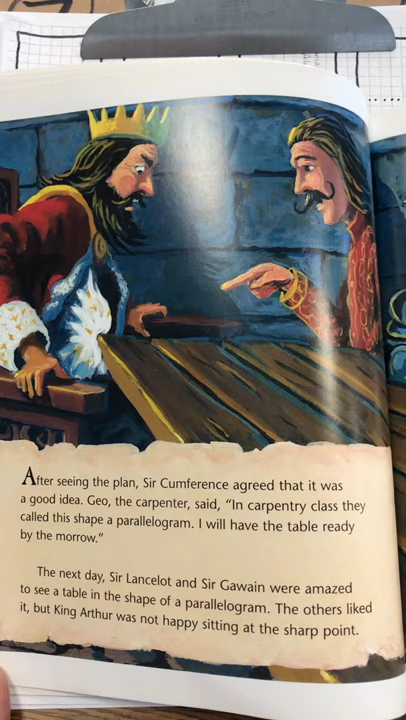 After seeing the plan, Sir Cumference agreed that it was
a good idea. Geo, the carpenter, said, “In carpentry class they
called this shape a parallelogram. I will have the table ready
by the morrow.”
The next day, Sir Lancelot and Sir Gawain were amazed
to see a table in the shape of a parallelogram. The others liked
it, but King Arthur was not happy sitting at the sharp point.